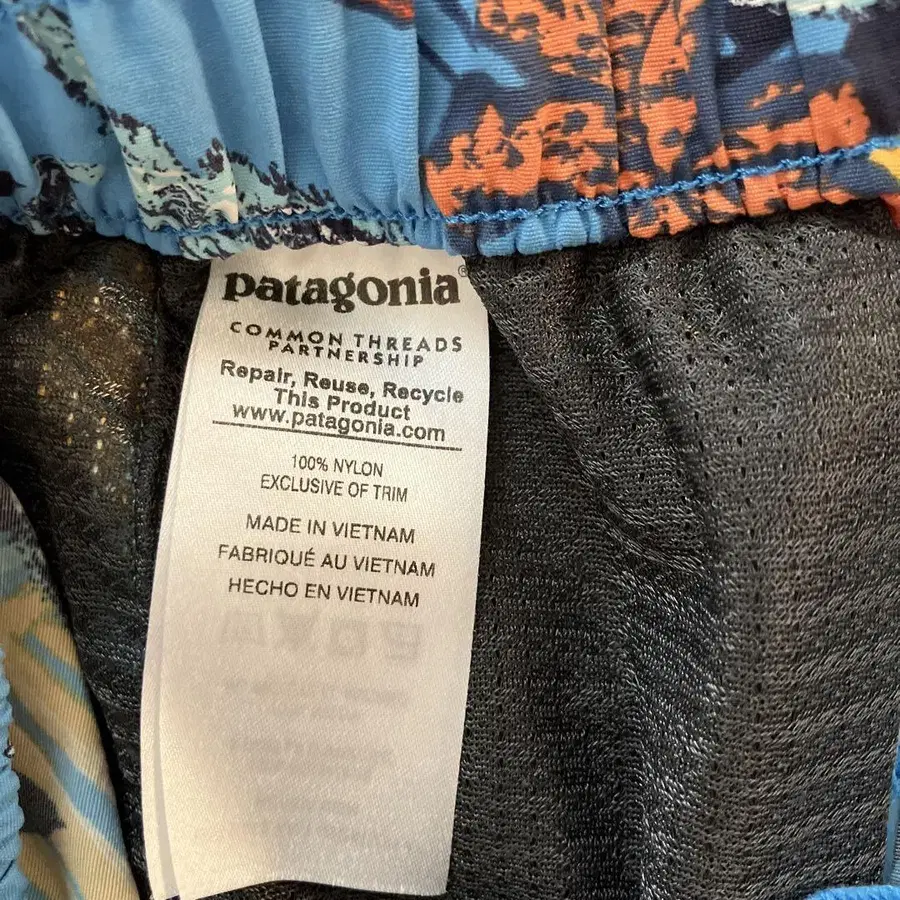 patagonia®
COMMON THREADS
PARTNERSHIP
Repair, Reuse, Recycle
This Product
www.patagonia.com
100% NYLON
EXCLUSIVE OF TRIM
MADE IN VIETNAM
FABRIQUÉ AU VIETNAM
HECHO EN VIETNAM